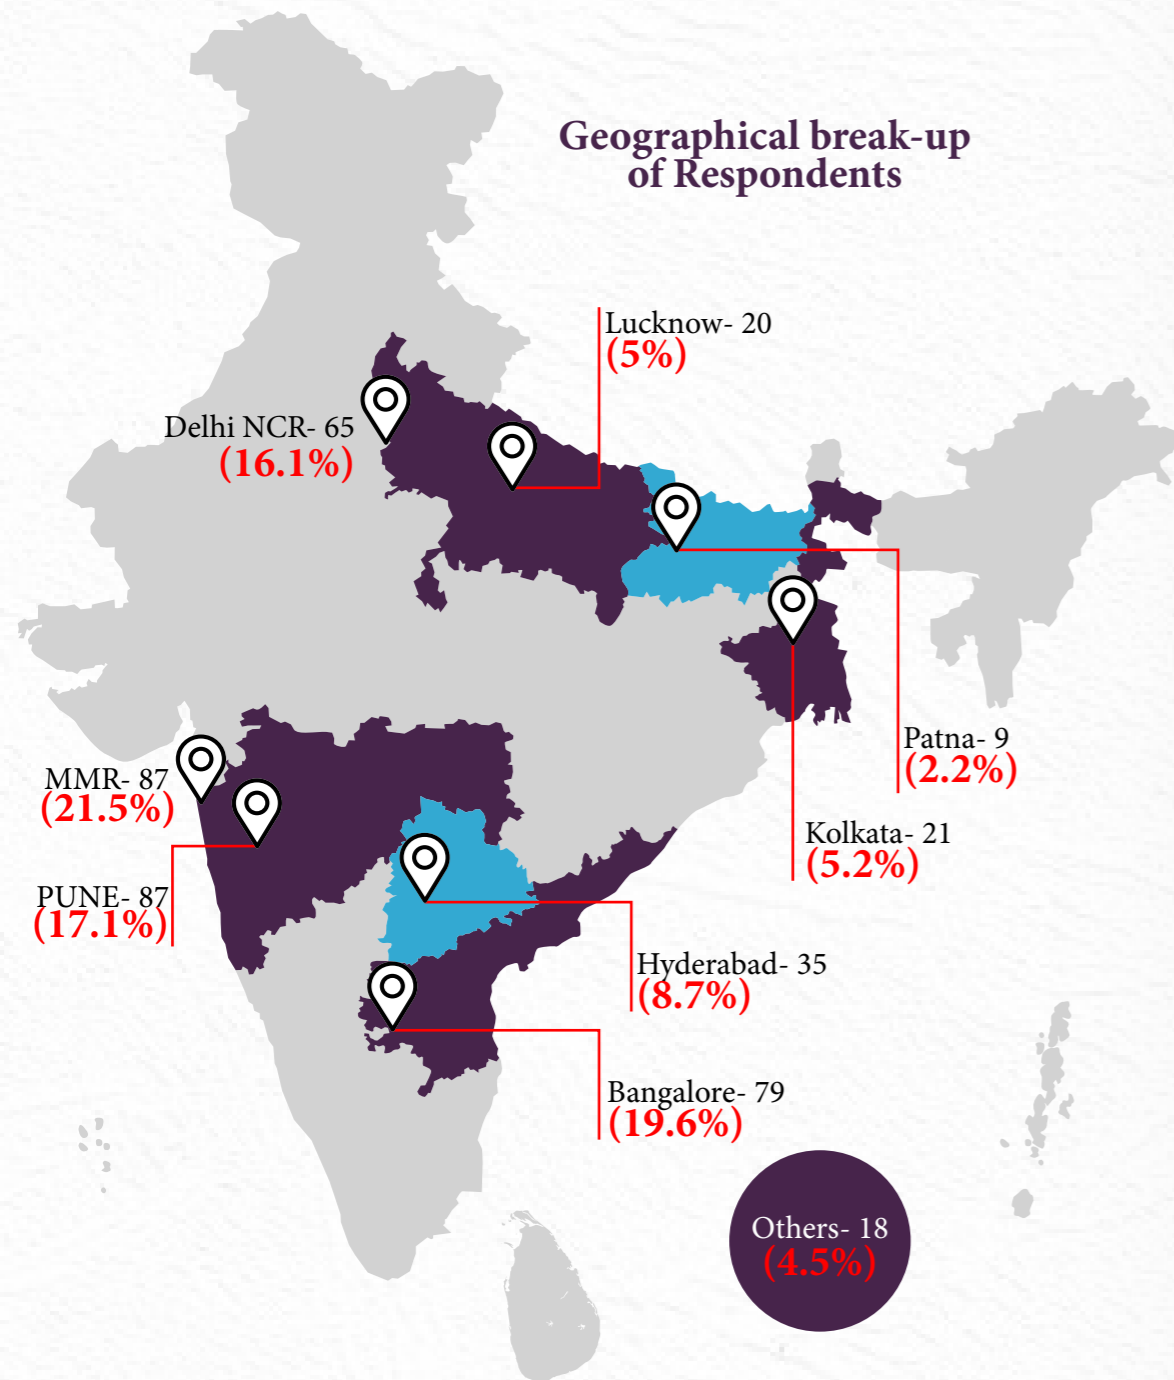 Geographical break-up
of Respondents
Lucknow- 20
(5%)
Delhi NCR- 65
(16.1%)
Patna- 9
(2.2%)
MMR- 87
(21.5%)
Kolkata- 21
(5.2%)
PUNE- 87
(17.1%)
Hyderabad- 35
(8.7%)
Bangalore- 79
(19.6%)
Others- 18
(4.5%)